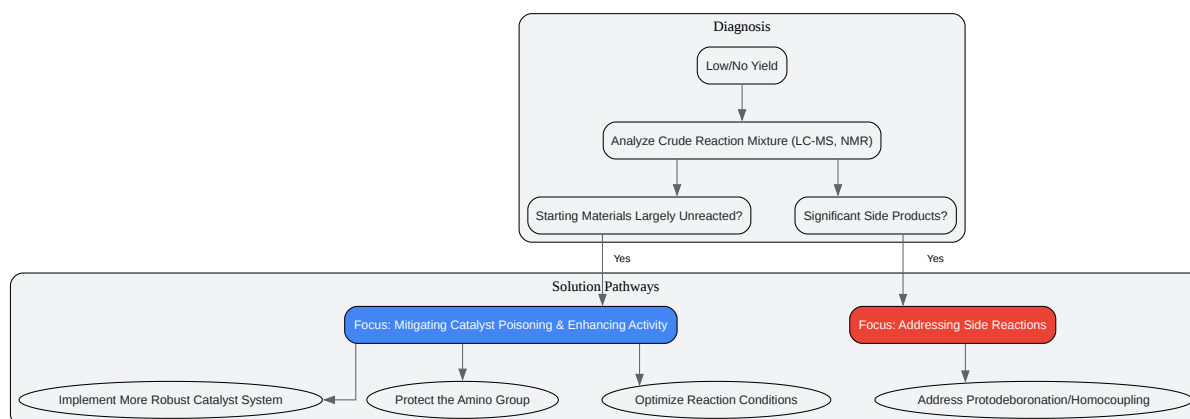 Diagnosis
Low/No Yield
Analyze Crude Reaction Mixture (LC-MS, NMR)
Starting Materials Largely Unreacted?
Significant Side Products?
Yes
Yes
Solution Pathways
Focus: Mitigating Catalyst Poisoning & Enhancing Activity
Focus: Addressing Side Reactions
Implement More Robust Catalyst System
Protect the Amino Group
Optimize Reaction Conditions
Address Protodeboronation/Homocoupling